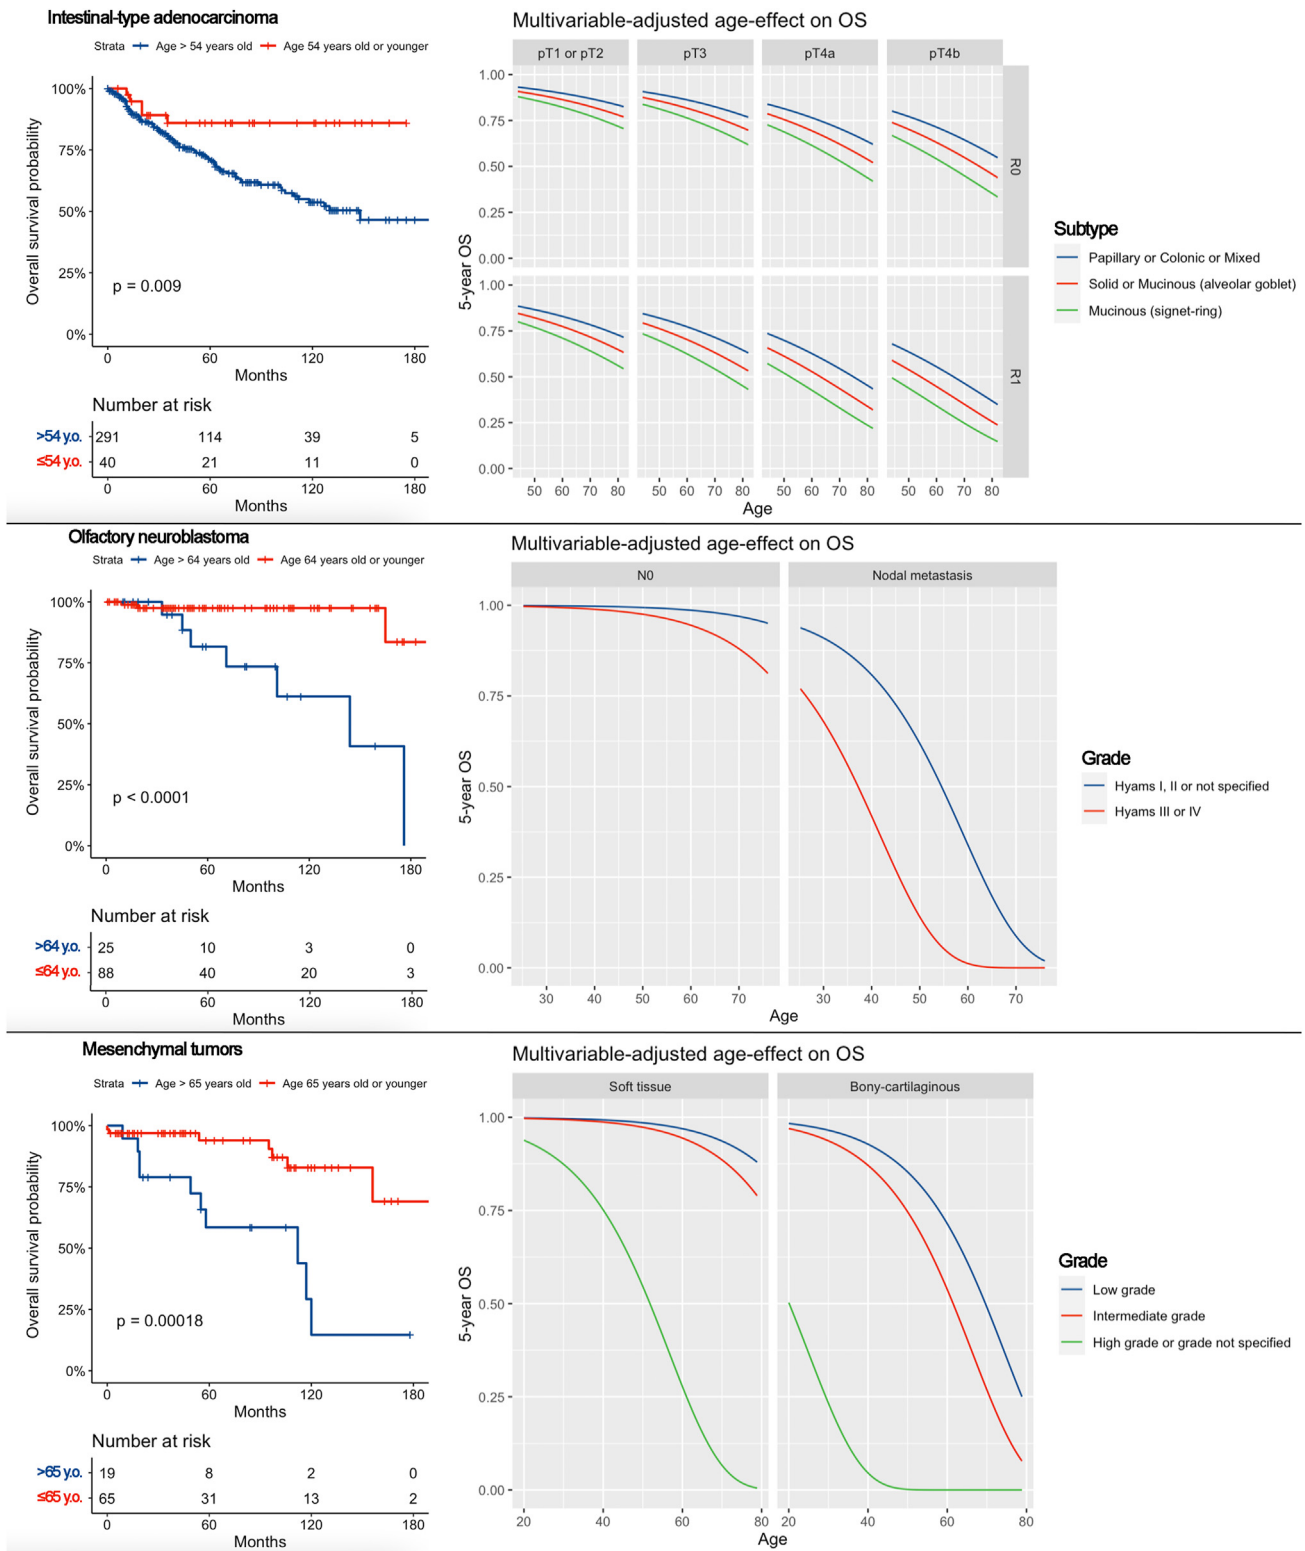 Intestinal-type adenocarcinoma
Strata Age > 54 years old Age 54 years old or younger
100%
75%
50%
25%
0%
Overall survival probability
p = 0.009
0 60 120 180
Months
Number at risk
>54 y.o. 291 114 39 5
≤54 y.o. 40 21 11 0
0 60 120 180
Months
Multivariable-adjusted age-effect on OS
pT1 or pT2 pT3 pT4a pT4b
1.00
0.75
0.50
0.25
0.00
R0
5-year OS
1.00
0.75
0.50
0.25
0.00
R1
50 60 70 80 50 60 70 80 50 60 70 80 50 60 70 80
Age
Subtype
Papillary or Colonic or Mixed
Solid or Mucinous (alveolar goblet)
Mucinous (signet-ring)
Olfactory neuroblastoma
Strata Age > 64 years old Age 64 years old or younger
100%
75%
50%
25%
0%
Overall survival probability
p < 0.0001
0 60 120 180
Months
Number at risk
>64 y.o. 25 10 3 0
≤64 y.o. 88 40 20 3
0 60 120 180
Months
Multivariable-adjusted age-effect on OS
N0 Nodal metastasis
1.00
0.75
0.50
0.25
0.00
5-year OS
30 40 50 60 70 30 40 50 60 70
Age
Grade
Hyams I, II or not specified
Hyams III or IV
Mesenchymal tumors
Strata Age > 65 years old Age 65 years old or younger
100%
75%
50%
25%
0%
Overall survival probability
p = 0.00018
0 60 120 180
Months
Number at risk
>65 y.o. 19 8 2 0
≤65 y.o. 65 31 13 2
0 60 120 180
Months
Multivariable-adjusted age-effect on OS
Soft tissue Bony-cartilaginous
1.00
0.75
0.50
0.25
0.00
5-year OS
20 40 60 80 20 40 60 80
Age
Grade
Low grade
Intermediate grade
High grade or grade not specified